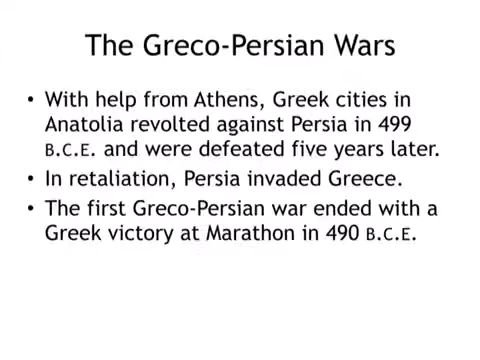 The Greco-Persian Wars
• With help from Athens, Greek cities in
Anatolia revolted against Persia in 499
B.C.E. and were defeated five years later.
• In retaliation, Persia invaded Greece.
• The first Greco-Persian war ended with a
Greek victory at Marathon in 490 B.C.E.